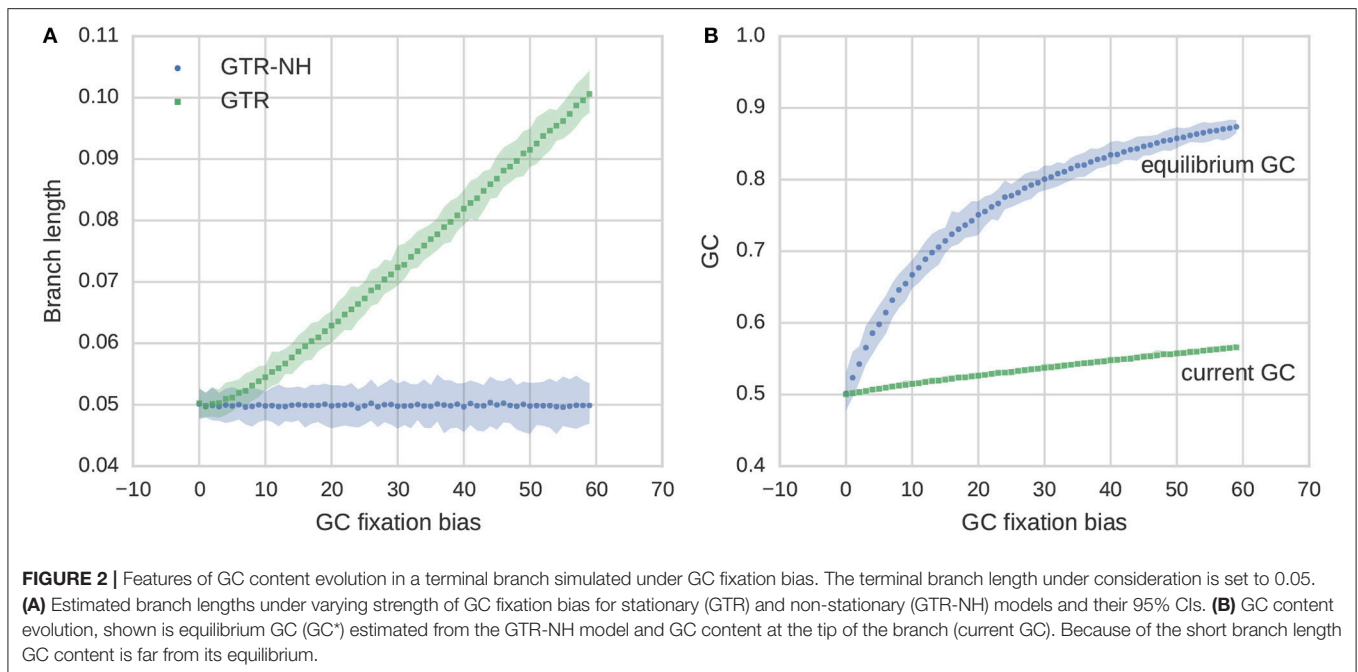 A
0.11
0.10
0.09
0.08
0.07
0.06
0.05
0.04
Branch length
GTR-NH
GTR
−10 0 10 20 30 40 50 60 70
GC fixation bias
B
1.0
0.9
0.8
0.7
0.6
0.5
0.4
GC
equilibrium GC
current GC
−10 0 10 20 30 40 50 60 70
GC fixation bias
FIGURE 2 | Features of GC content evolution in a terminal branch simulated under GC fixation bias. The terminal branch length under consideration is set to 0.05.
(A) Estimated branch lengths under varying strength of GC fixation bias for stationary (GTR) and non-stationary (GTR-NH) models and their 95% CIs. (B) GC content
evolution, shown is equilibrium GC (GC*) estimated from the GTR-NH model and GC content at the tip of the branch (current GC). Because of the short branch length
GC content is far from its equilibrium.